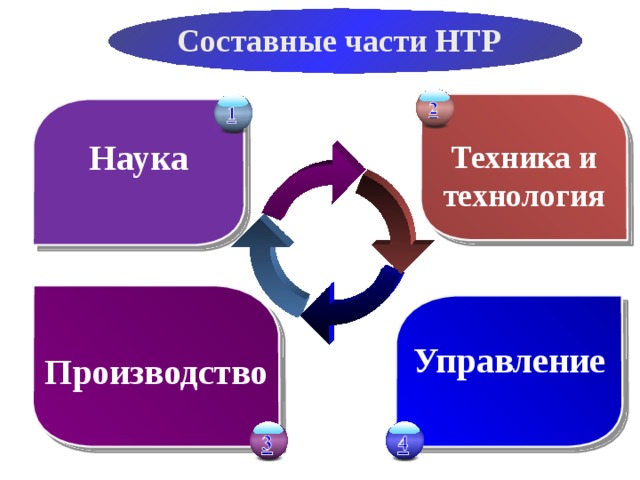 Составные части НТР
1
Наука
2
Техника и
технология
Производство
3
Управление
4